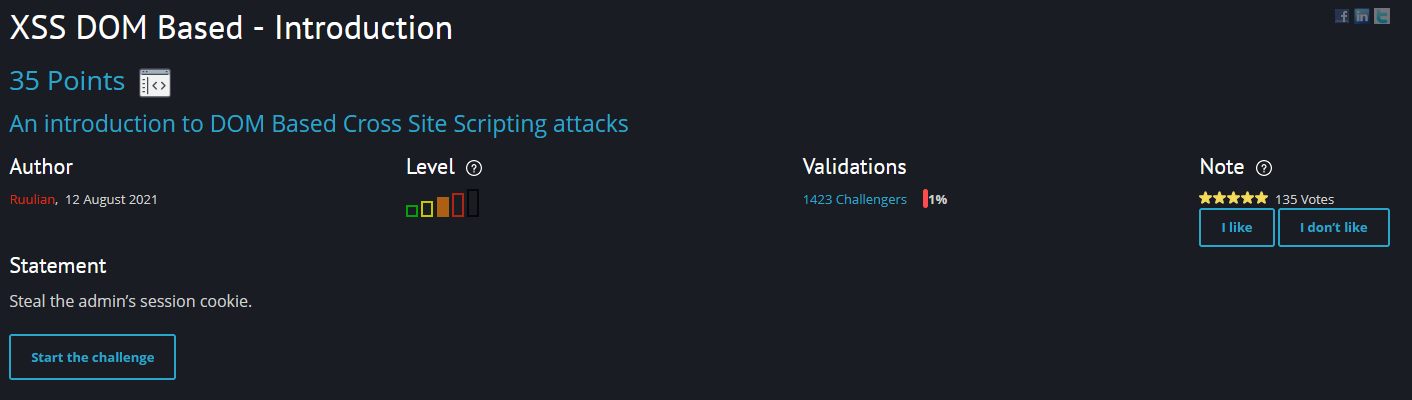 XSS DOM Based - Introduction
35 Points
An introduction to DOM Based Cross Site Scripting attacks
Author
Level
Validations
Note
Ruulian, 12 August 2021
1423 Challengers 1%
135 Votes
I like
I don't like
Statement
Steal the admin's session cookie.
Start the challenge